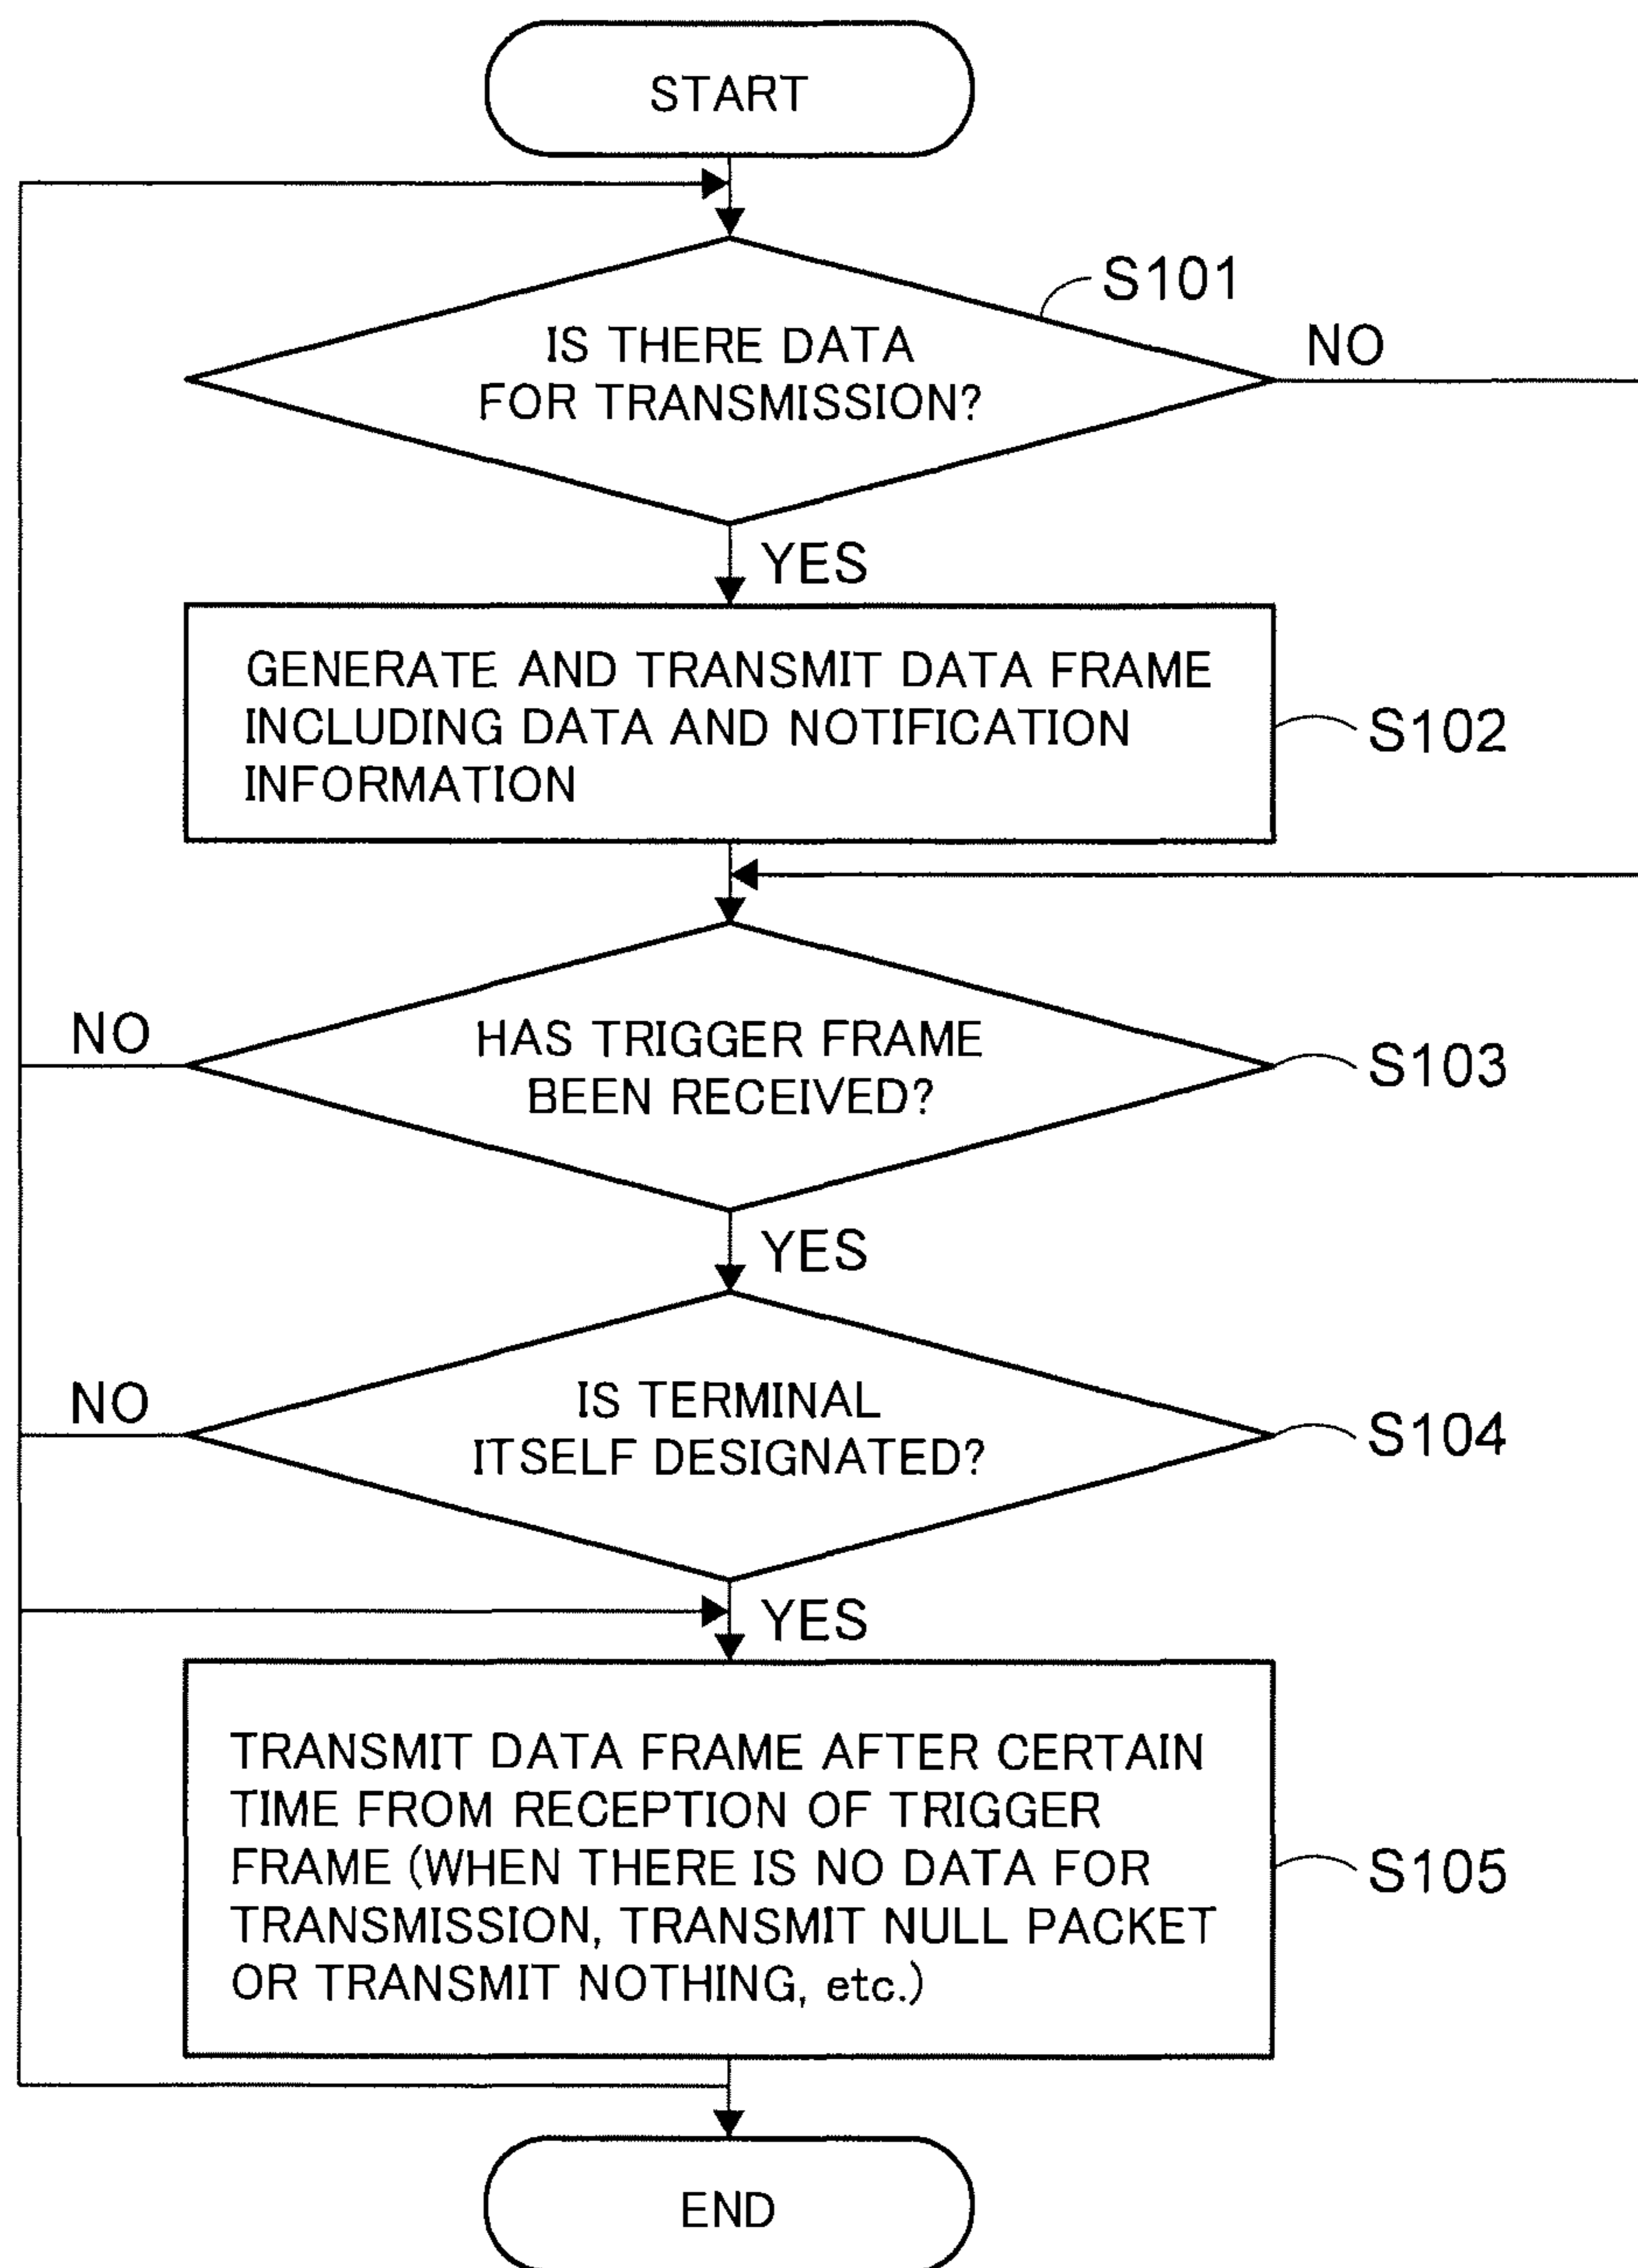 START
S101
IS THERE DATA
FOR TRANSMISSION?
NO
YES
GENERATE AND TRANSMIT DATA FRAME
INCLUDING DATA AND NOTIFICATION
INFORMATION
S102
NO
HAS TRIGGER FRAME
BEEN RECEIVED?
S103
YES
NO
IS TERMINAL
ITSELF DESIGNATED?
S104
YES
TRANSMIT DATA FRAME AFTER CERTAIN
TIME FROM RECEPTION OF TRIGGER
FRAME (WHEN THERE IS NO DATA FOR
TRANSMISSION, TRANSMIT NULL PACKET
OR TRANSMIT NOTHING, etc.)
S105
END